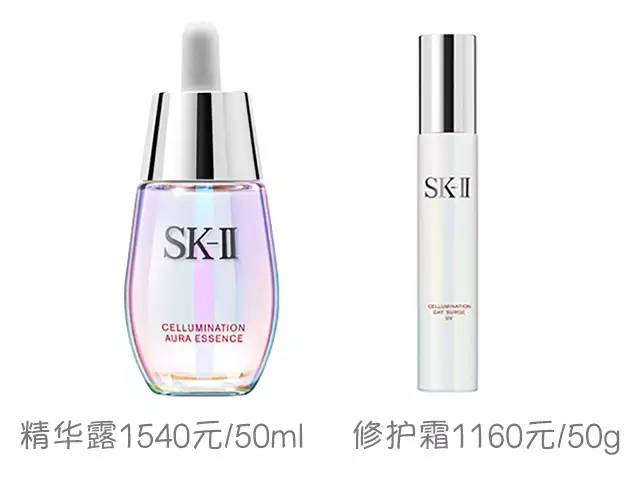 SK-II
CELLUMINATION
AURA ESSENCE
SK-II
CELLUMINATION
DAY SURGE
UV
精华露1540元/50ml
修护霜1160元/50g